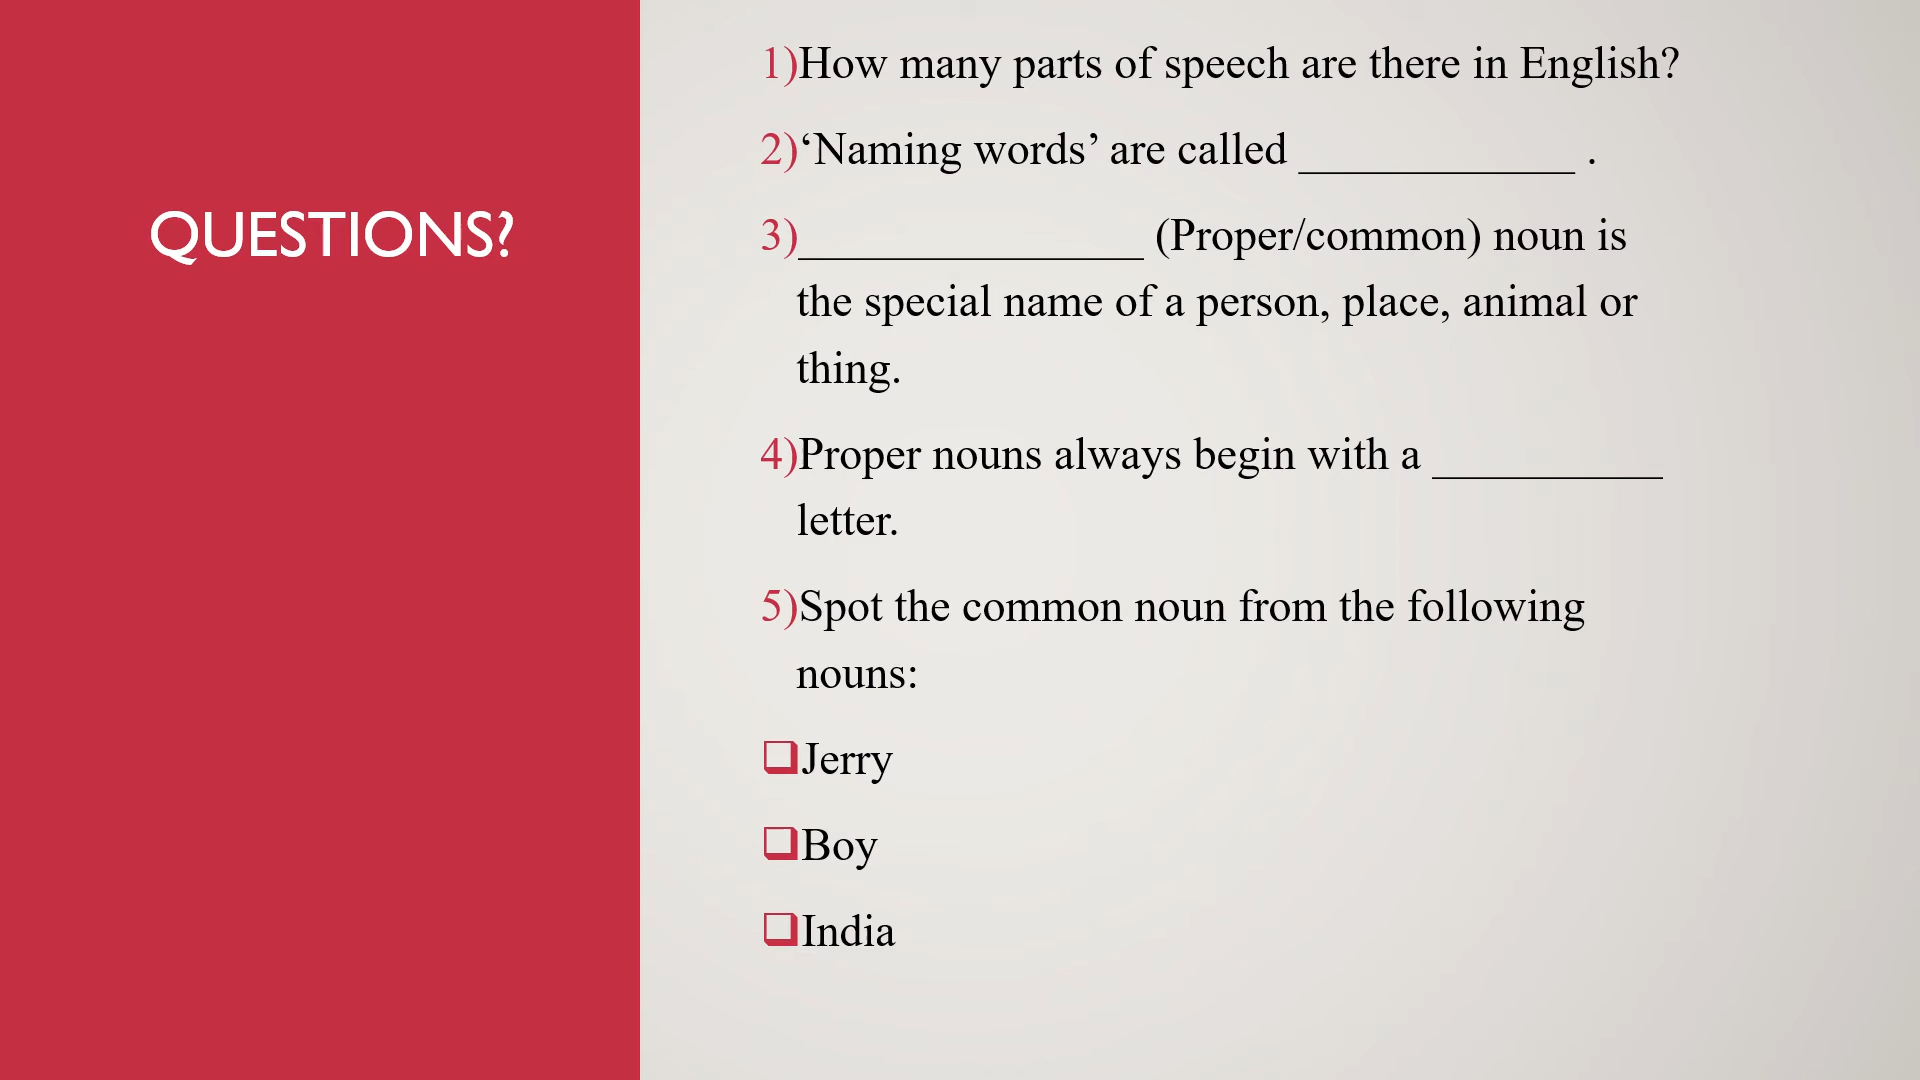 QUESTIONS?
1)How many parts of speech are there in English?
2)‘Naming words’ are called ____________ .
3)_______________ (Proper/common) noun is
the special name of a person, place, animal or
thing.
4)Proper nouns always begin with a __________
letter.
5)Spot the common noun from the following
nouns:
❑Jerry
❑Boy
❑India